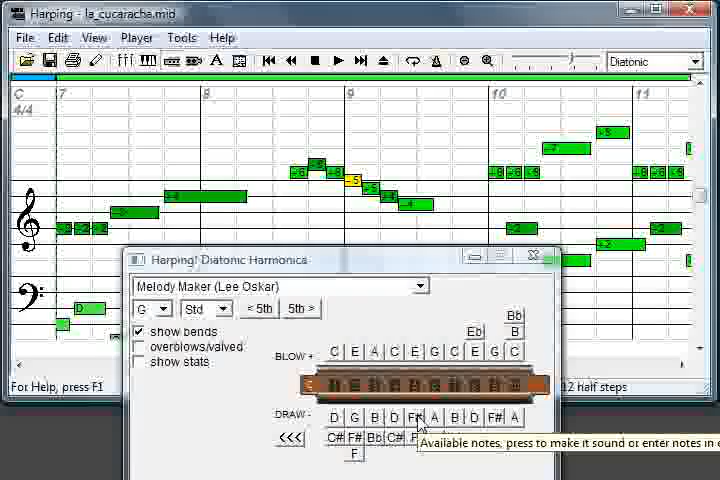 Harping - la_cucaracha.mid
File Edit View Player Tools Help
Diatonic
C 7 8 9 10 11
4/4
D
Harping! Diatonic Harmonica
Melody Maker (Lee Oskar)
G Std < 5th 5th >
show bends
overblows/valved
show stats
Bb
Eb B
BLOW + C E A C E G C E G C
DRAW - D G B D F# A B D F# A
<<< C# F# Bb C#
F
For Help, press F1
12 half steps
Available notes, press to make it sound or enter notes in e